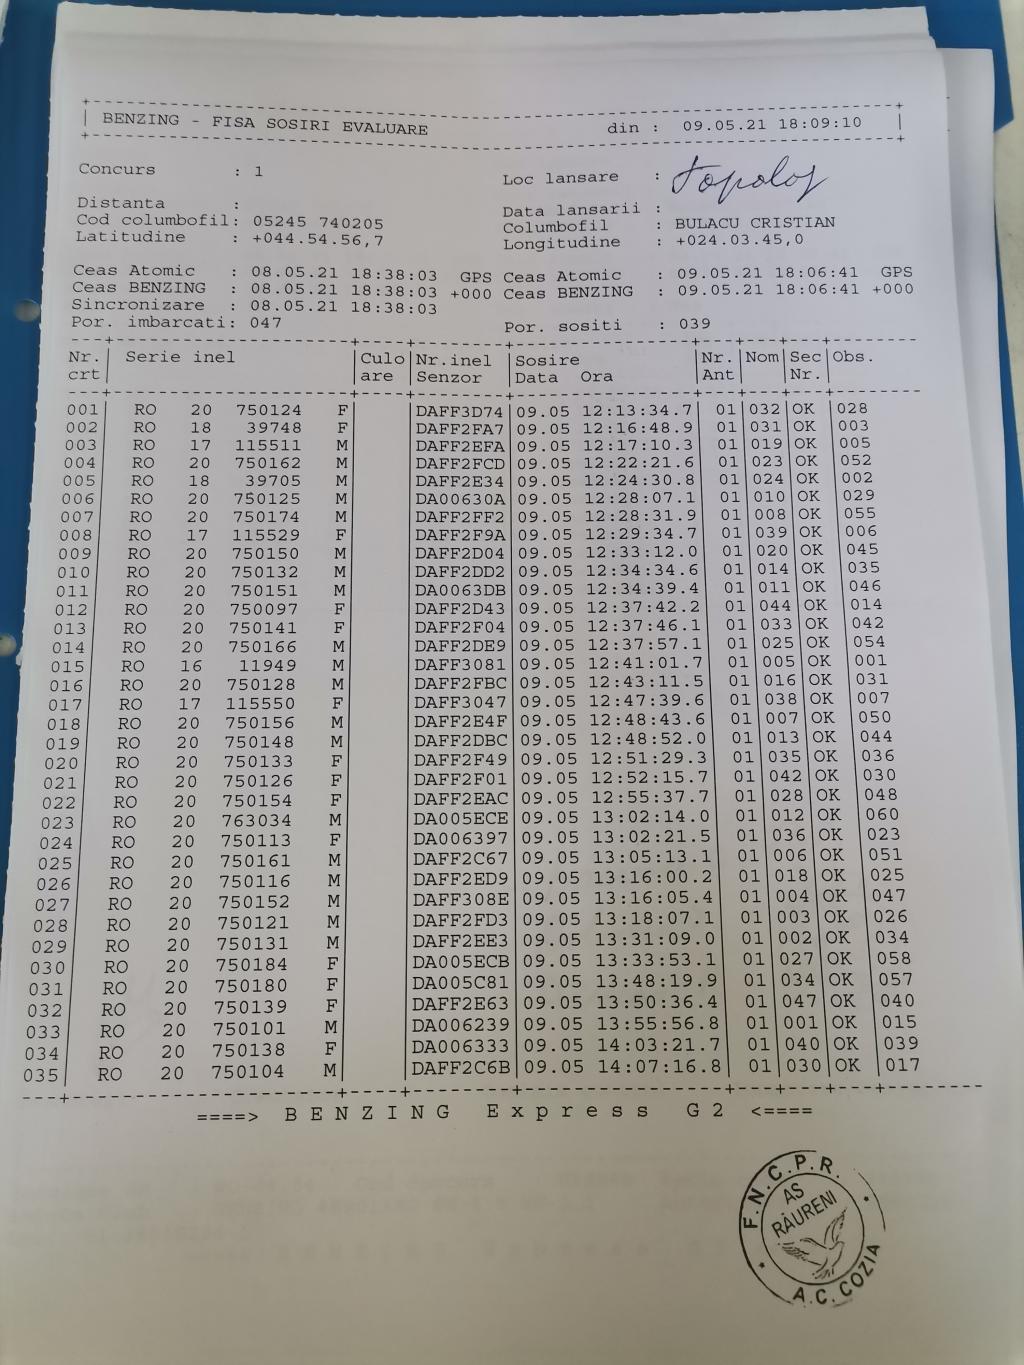 BENZING - FISA SOSIRI EVALUARE din : 09.05.21 18:09:10
Concurs : 1 Loc lansare : Topoloj
Distanta : Data lansarii :
Cod columbofil: 05245 740205 Columbofil : BULACU CRISTIAN
Latitudine : +044.54.56,7 Longitudine : +024.03.45,0
Ceas Atomic : 08.05.21 18:38:03 GPS Ceas Atomic : 09.05.21 18:06:41 GPS
Ceas BENZING : 08.05.21 18:38:03 +000 Ceas BENZING : 09.05.21 18:06:41 +000
Sincronizare : 08.05.21 18:38:03
Por. imbarcati: 047 Por. sositi : 039
Nr. Serie inel Culo Nr.inel Sosire Nr. Nom Sec Obs.
crt are Senzor Data Ora Ant Nr.
001 RO 20 750124 F DAFF3D74 09.05 12:13:34.7 01 032 OK 028
002 RO 18 39748 F DAFF2FA7 09.05 12:16:48.9 01 031 OK 003
003 RO 17 115511 M DAFF2EFA 09.05 12:17:10.3 01 019 OK 005
004 RO 20 750162 M DAFF2FCD 09.05 12:22:21.6 01 023 OK 052
005 RO 18 39705 M DAFF2E34 09.05 12:24:30.8 01 024 OK 002
006 RO 20 750125 M DA00630A 09.05 12:28:07.1 01 010 OK 029
007 RO 20 750174 M DAFF2FF2 09.05 12:28:31.9 01 008 OK 055
008 RO 17 115529 F DAFF2F9A 09.05 12:29:34.7 01 039 OK 006
009 RO 20 750150 M DAFF2D04 09.05 12:33:12.0 01 020 OK 045
010 RO 20 750132 M DAFF2DD2 09.05 12:34:34.6 01 014 OK 035
011 RO 20 750151 M DA0063DB 09.05 12:34:39.4 01 011 OK 046
012 RO 20 750097 F DAFF2D43 09.05 12:37:42.2 01 044 OK 014
013 RO 20 750141 F DAFF2F04 09.05 12:37:46.1 01 033 OK 042
014 RO 20 750166 M DAFF2DE9 09.05 12:37:57.1 01 025 OK 054
015 RO 16 11949 M DAFF3081 09.05 12:41:01.7 01 005 OK 001
016 RO 20 750128 M DAFF2FBC 09.05 12:43:11.5 01 016 OK 031
017 RO 17 115550 F DAFF3047 09.05 12:47:39.6 01 038 OK 007
018 RO 20 750156 M DAFF2E4F 09.05 12:48:43.6 01 007 OK 050
019 RO 20 750148 M DAFF2DBC 09.05 12:48:52.0 01 013 OK 044
020 RO 20 750133 F DAFF2F49 09.05 12:51:29.3 01 035 OK 036
021 RO 20 750126 F DAFF2F01 09.05 12:52:15.7 01 042 OK 030
022 RO 20 750154 F DAFF2EAC 09.05 12:55:37.7 01 028 OK 048
023 RO 20 763034 M DA005ECE 09.05 13:02:14.0 01 012 OK 060
024 RO 20 750113 F DA006397 09.05 13:02:21.5 01 036 OK 023
025 RO 20 750161 M DAFF2C67 09.05 13:05:13.1 01 006 OK 051
026 RO 20 750116 M DAFF2ED9 09.05 13:16:00.2 01 018 OK 025
027 RO 20 750152 M DAFF308E 09.05 13:16:05.4 01 004 OK 047
028 RO 20 750121 M DAFF2FD3 09.05 13:18:07.1 01 003 OK 026
029 RO 20 750131 M DAFF2EE3 09.05 13:31:09.0 01 002 OK 034
030 RO 20 750184 F DA005ECB 09.05 13:33:53.1 01 027 OK 058
031 RO 20 750180 F DA005C81 09.05 13:48:19.9 01 034 OK 057
032 RO 20 750139 F DAFF2E63 09.05 13:50:36.4 01 047 OK 040
033 RO 20 750101 M DA006239 09.05 13:55:56.8 01 001 OK 015
034 RO 20 750138 F DA006333 09.05 14:03:21.7 01 040 OK 039
035 RO 20 750104 M DAFF2C6B 09.05 14:07:16.8 01 030 OK 017
====> BENZING Express G2 <====
F.N.C.P.R.
AS
RÂURENI
A.C. COZIA